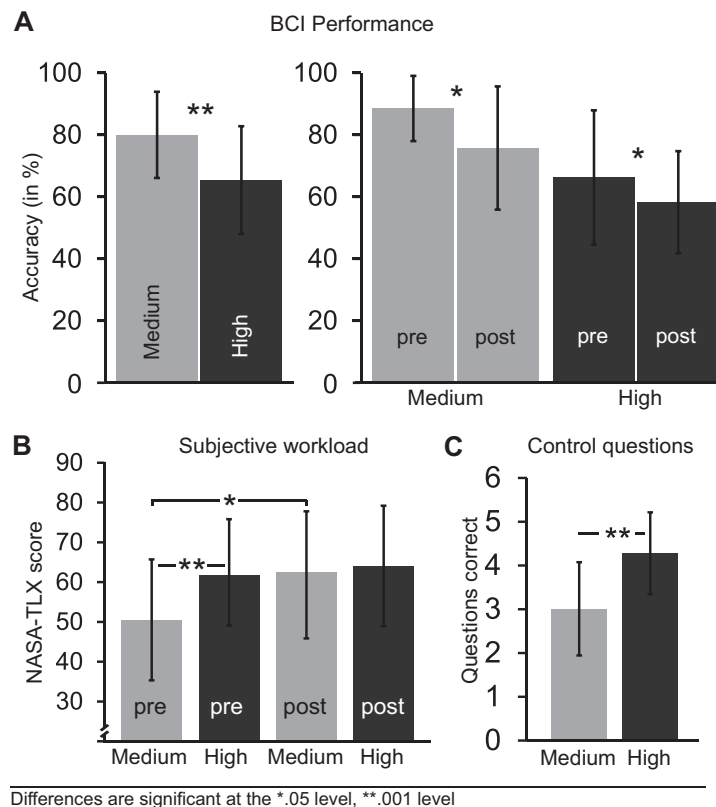 A
BCI Performance
Accuracy (in %)
100
80
60
40
20
0
**
Medium
High
100
80
60
40
20
0
*
*
pre
post
pre
post
Medium
High
B
Subjective workload
NASA-TLX score
90
80
70
60
50
40
30
*
**
pre
pre
post
post
Medium High Medium High
C
Control questions
Questions correct
6
5
4
3
2
1
0
**
Medium High
Differences are significant at the *.05 level, **.001 level